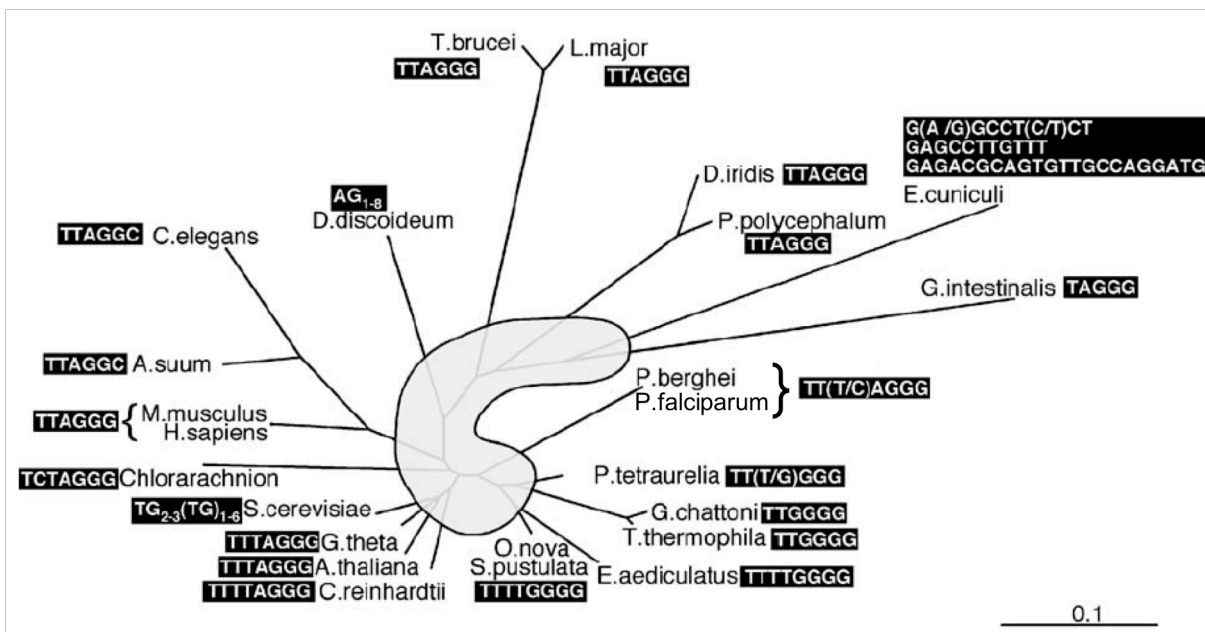 T.brucei
TTAGGG
L.major
TTAGGG
G(A /G)GCCT(C/T)CT
GAGCCTTGTTT
GAGACGCAGTGTTGCCAGGATG
E.cuniculi
D.iridis TTAGGG
P.polycephalum
TTAGGG
AG1-8
D.discoideum
TTAGGC C.elegans
G.intestinalis TAGGG
TTAGGC A.suum
P.berghei
P.falciparum } TT(T/C)AGGG
TTAGGG { M.musculus
H.sapiens
TCTAGGG Chlorarachnion
P.tetraurelia TT(T/G)GGG
TG2-3(TG)1-6 S.cerevisiae
G.chattoni TTGGGG
T.thermophila TTGGGG
TTTAGGG G.theta
TTTAGGG A.thaliana
TTTTAGGG C.reinhardtii
O.nova
S.pustulata
TTTTGGGG
E.aediculatus TTTTGGGG
0.1